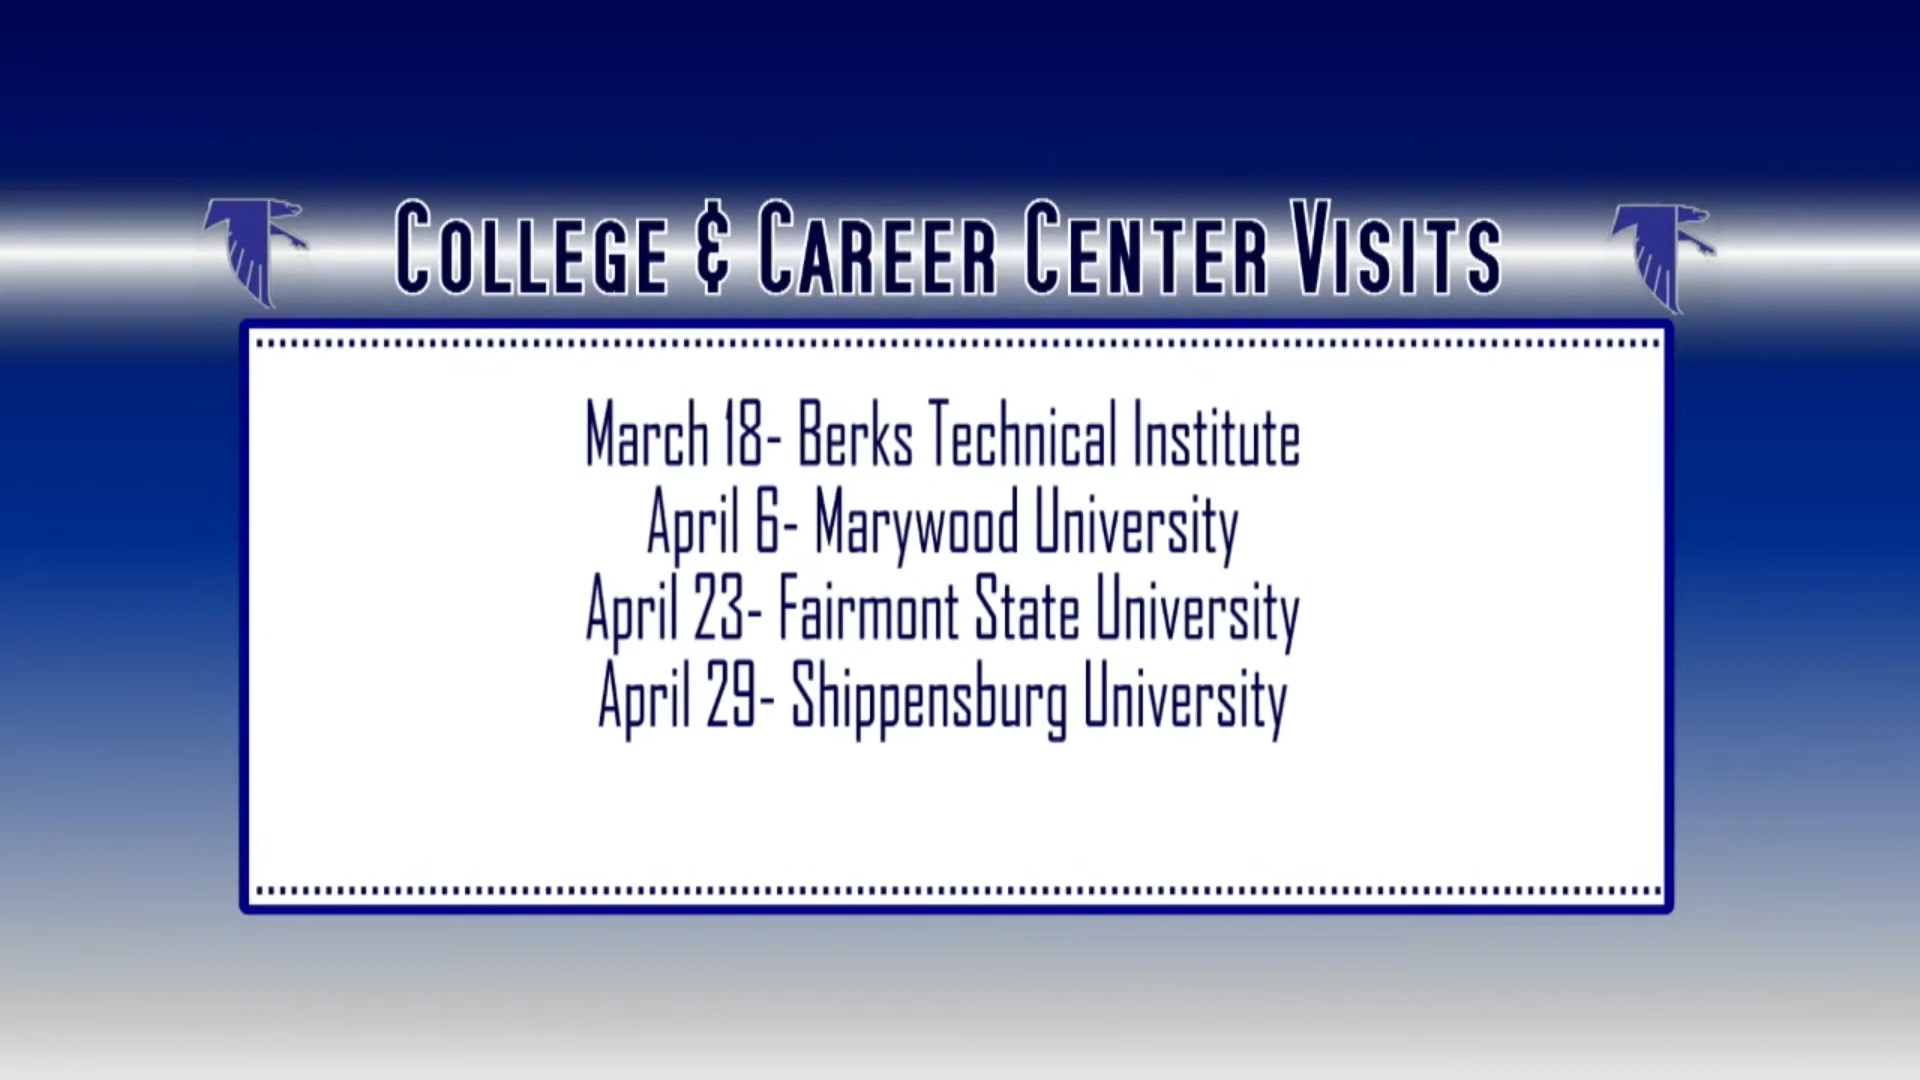 College & Career Center Visits
March 18- Berks Technical Institute
April 6- Marywood University
April 23- Fairmont State University
April 29- Shippensburg University